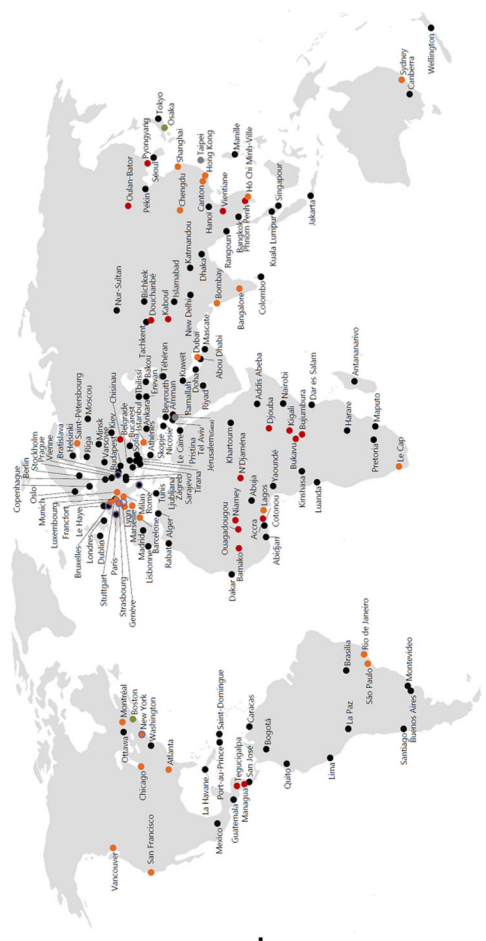 Vancouver
San Francisco
Chicago
Atlanta
Montréal
Ottawa
Boston
New York
Washington
La Havane
Mexico
Port-au-Prince
Saint-Domingue
Guatemala
Tegucigalpa
Managua
San José
Caracas
Bogotá
Quito
Lima
La Paz
Brasilia
Rio de Janeiro
São Paulo
Santiago
Buenos Aires
Montevideo
Copenhague
Stockholm
Prague
Vienne
Bratislava
Helsinki
Saint-Pétersbourg
Berlin
Oslo
Munich
Riga
Moscou
Francfort
Luxembourg
Le Haye
Varsovie
Minsk
Kiev
Chisinau
Bruxelles
Londres
Dublin
Budapest
Belgrade
Bucarest
Stuttgart
Paris
Strasbourg
Genève
Lyon
Marseille
Milan
Rome
Madrid
Lisbonne
Barcelone
Rabat
Alger
Tunis
Ljubljana
Zagreb
Sarajevo
Tirana
Pristina
Skopje
Athènes
Istanbul
Ankara
Tbilissi
Erevan
Bakou
Nicosie
Beyrouth
Téhéran
Amman
Le Caire
Tel Aviv
Jérusalem
Ramallah
Kuweit
Riyad
Doha
Dubaï
Abou Dhabi
Mascate
Nur-Sultan
Tachkent
Bichkek
Douchanbé
Kaboul
Islamabad
New Delhi
Katmandou
Dhaka
Bombay
Bangalore
Colombo
Oulan-Bator
Pékin
Pyongyang
Séoul
Tokyo
Osaka
Shanghai
Chengdu
Taipei
Hong Kong
Canton
Hanoï
Vientiane
Manille
Rangoun
Bangkok
Phnom Penh
Hô Chi Minh-Ville
Kuala Lumpur
Singapour
Jakarta
Sydney
Canberra
Wellington
Dakar
Bamako
Ouagadougou
Niamey
N'Djaména
Khartoum
Addis Abeba
Djouba
Nairobi
Kigali
Bujumbura
Bukavu
Dar es Salam
Accra
Abidjan
Cotonou
Lagos
Abuja
Yaoundé
Kinshasa
Luanda
Harare
Antananarivo
Maputo
Pretoria
Le Cap